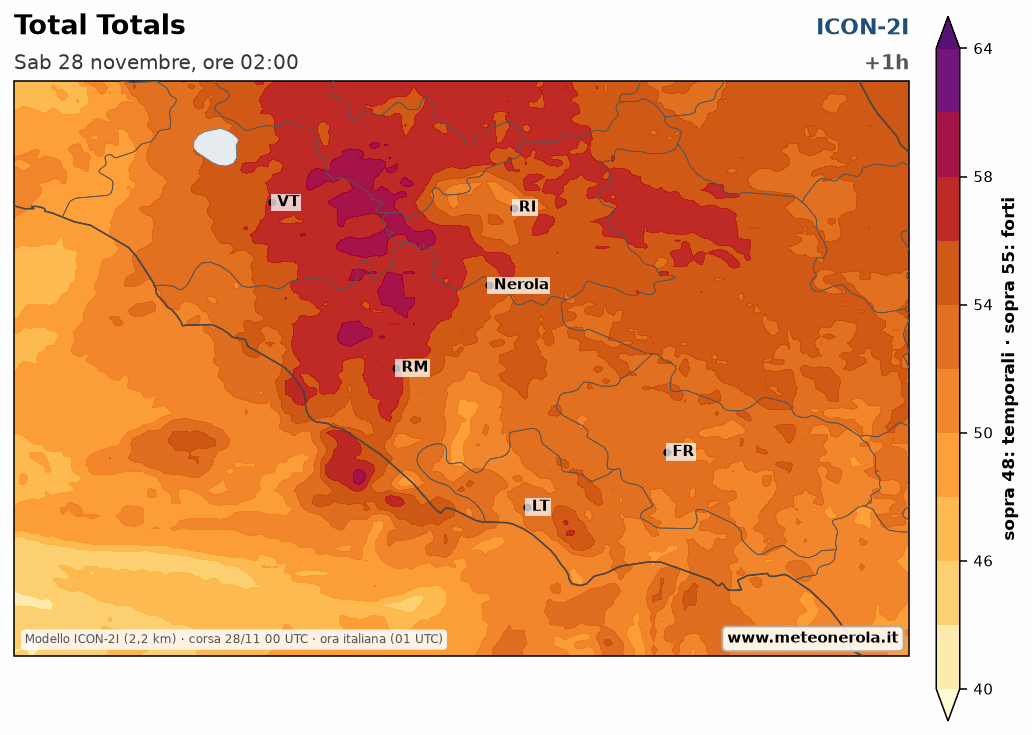 Total Totals
ICON-2I
Sab 28 novembre, ore 02:00
+1h
64
VT
RI
58
Nerola
54
RM
50
FR
LT
46
40
sopra 48: temporali · sopra 55: forti
Modello ICON-2I (2,2 km) · corsa 28/11 00 UTC · ora italiana (01 UTC)
www.meteonerola.it